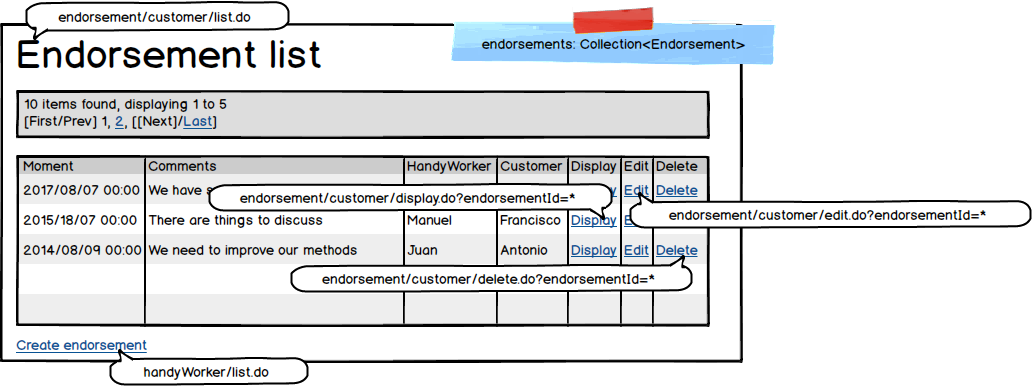 endorsement/customer/list.do
Endorsement list
endorsements: Collection<Endorsement>
10 items found, displaying 1 to 5
[First/Prev] 1, 2, [[Next]/Last]
Moment Comments HandyWorker Customer Display Edit Delete
2017/08/07 00:00 We have Edit Delete
endorsement/customer/display.do?endorsementId=*
endorsement/customer/edit.do?endorsementId=*
2015/18/07 00:00 There are things to discuss Manuel Francisco Display
2014/08/09 00:00 We need to improve our methods Juan Antonio Display Edit Delete
endorsement/customer/delete.do?endorsementId=*
Create endorsement
handyWorker/list.do